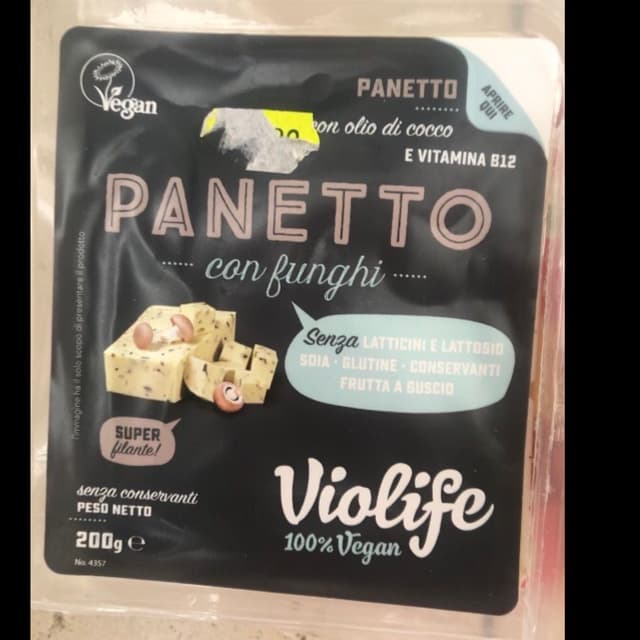 Vegan
PANETTO
con olio di cocco
E VITAMINA B12
APRIRE
QUI
PANETTO
con funghi
l'immagine ha il solo scopo di presentare il prodotto
Senza LATTICINI E LATTOSIO
SOIA · GLUTINE · CONSERVANTI
FRUTTA A GUSCIO
SUPER
filante!
senza conservanti
PESO NETTO
200g ℮
No. 4357
Violife
100% Vegan